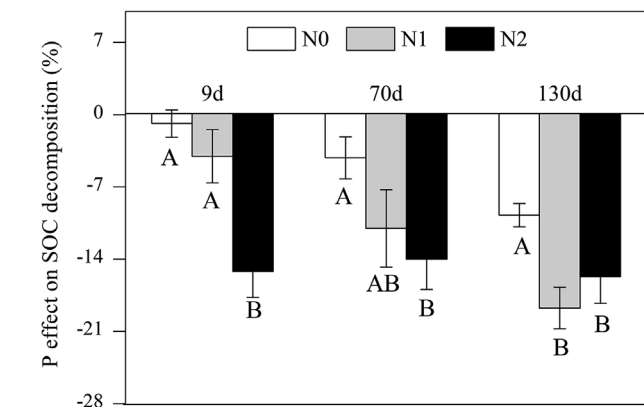 P effect on SOC decomposition (%)
7
0
-7
-14
-21
-28
N0 N1 N2
9d 70d 130d
A A B
A AB B
A B B